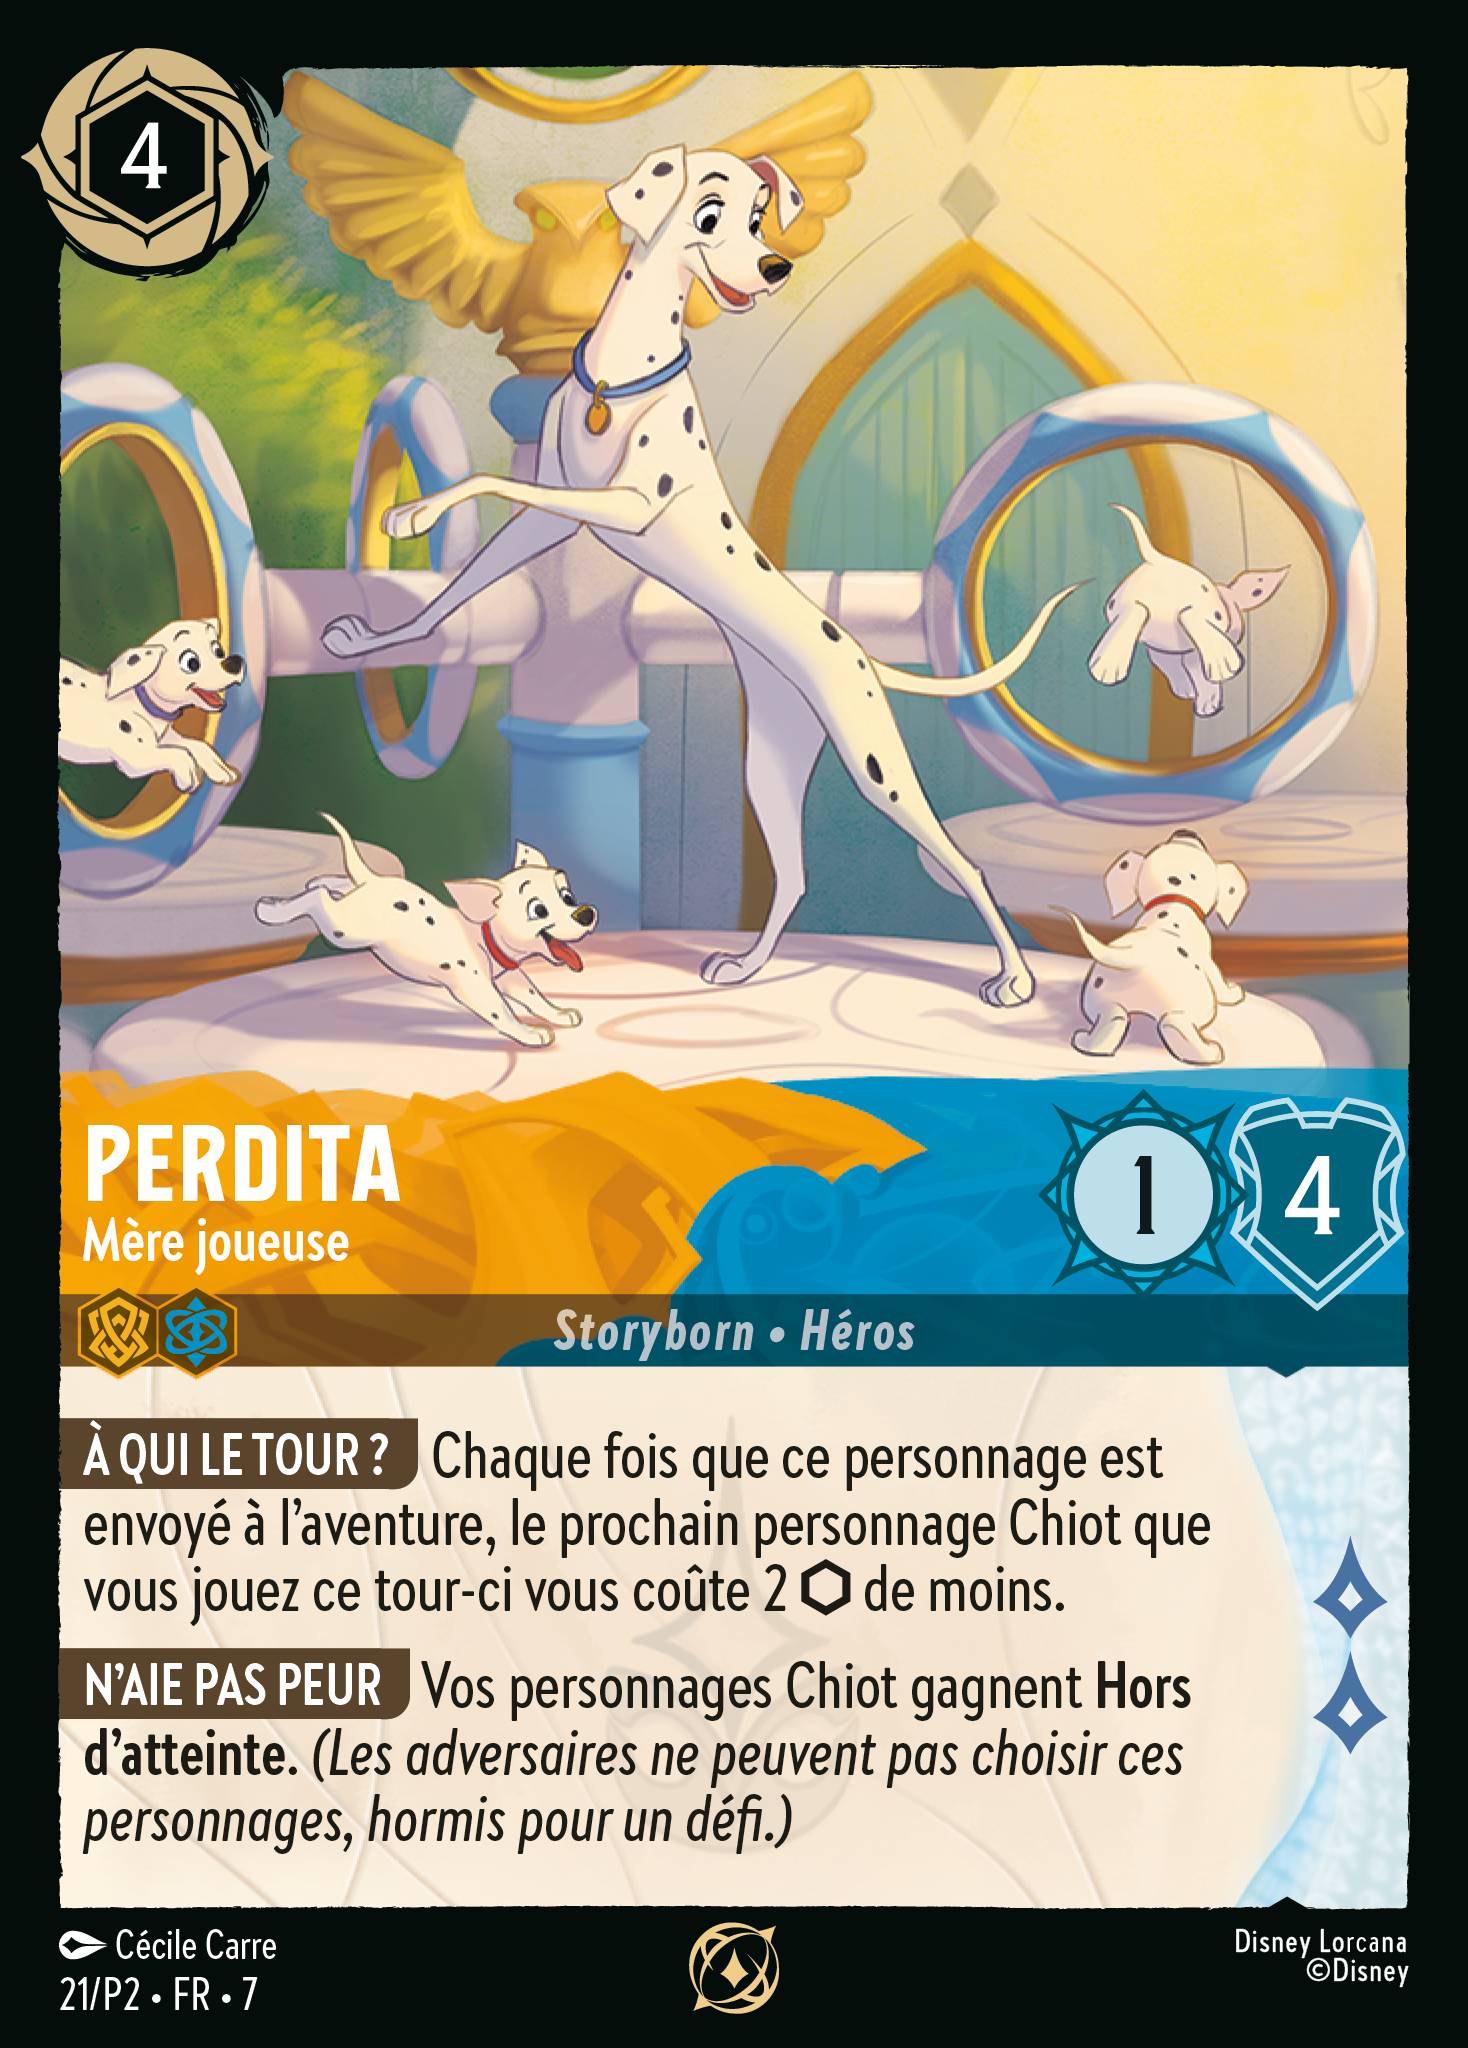 4
PERDITA
Mère joueuse
1 4
Storyborn • Héros
À QUI LE TOUR ? Chaque fois que ce personnage est
envoyé à l’aventure, le prochain personnage Chiot que
vous jouez ce tour-ci vous coûte 2 ⬡ de moins.
N’AIE PAS PEUR Vos personnages Chiot gagnent Hors
d’atteinte. (Les adversaires ne peuvent pas choisir ces
personnages, hormis pour un défi.)
Cécile Carre
21/P2 • FR • 7
Disney Lorcana
©Disney